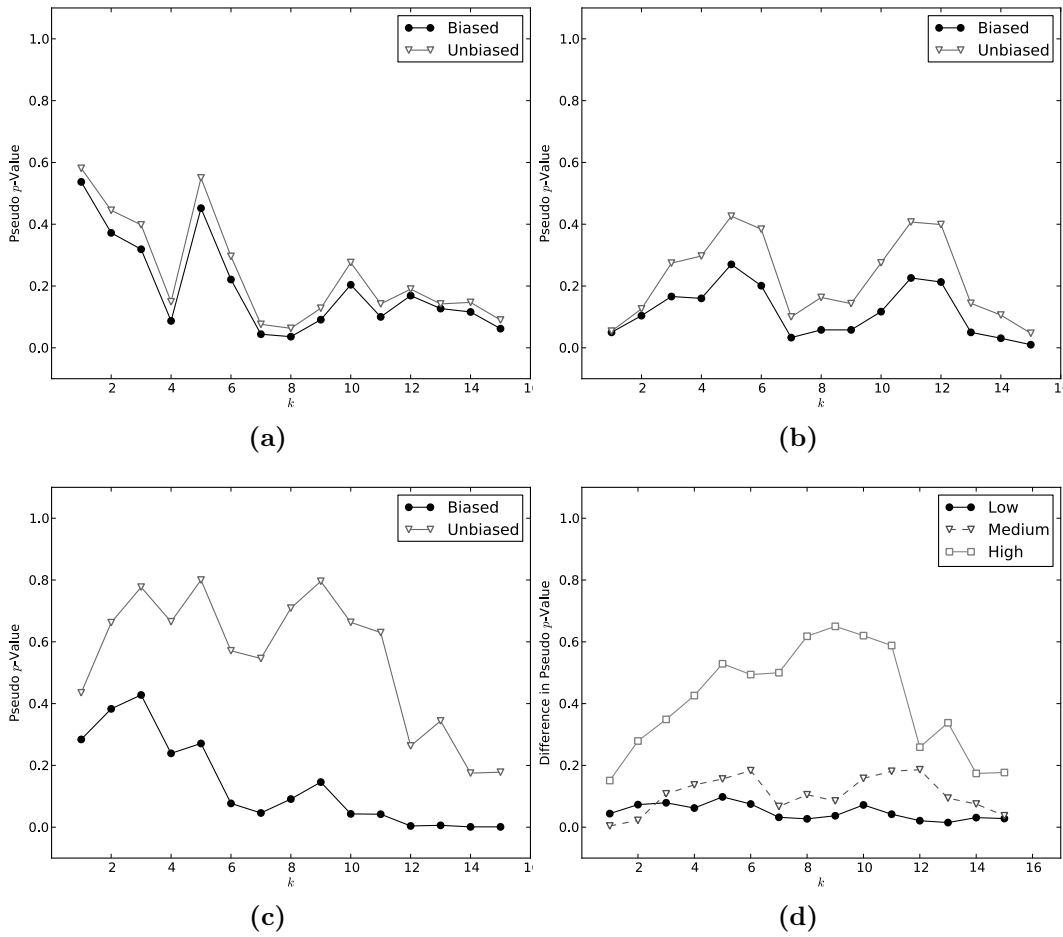 1.0
0.8
0.6
0.4
0.2
0.0
Pseudo p-Value
Biased
Unbiased
2 4 6 8 10 12 14 1
k
(a)
1.0
0.8
0.6
0.4
0.2
0.0
Pseudo p-Value
Biased
Unbiased
2 4 6 8 10 12 14 16
k
(b)
1.0
0.8
0.6
0.4
0.2
0.0
Pseudo p-Value
Biased
Unbiased
2 4 6 8 10 12 14 1
k
(c)
1.0
0.8
0.6
0.4
0.2
0.0
Difference in Pseudo p-Value
Low
Medium
High
2 4 6 8 10 12 14 16
k
(d)